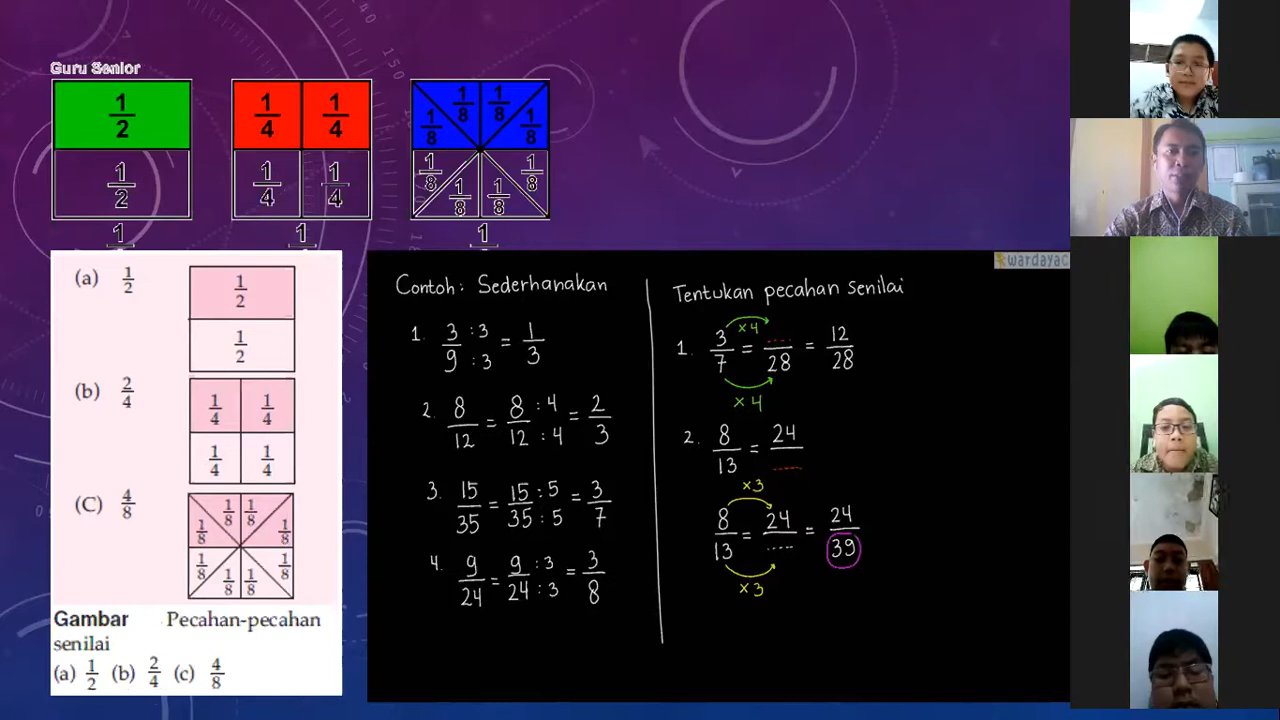 Guru Senior
1/2
1/2
1/4 1/4
1/4 1/4
1/8 1/8 1/8 1/8
1/8 1/8 1/8 1/8
1 1 1
(a) 1/2
1/2
1/2
(b) 2/4
1/4 1/4
1/4 1/4
(C) 4/8
1/8 1/8 1/8 1/8
1/8 1/8 1/8 1/8
Gambar Pecahan-pecahan
senilai
(a) 1/2 (b) 2/4 (c) 4/8
Contoh : Sederhanakan
1. 3/9 :3/:3 = 1/3
2. 8/12 = 8/12 :4/:4 = 2/3
3. 15/35 = 15/35 :5/:5 = 3/7
4. 9/24 = 9/24 :3/:3 = 3/8
wardayac
Tentukan pecahan senilai
×4
1. 3/7 = ..../28 = 12/28
×4
2. 8/13 = 24/.....
×3
8/13 = 24/..... = 24/39
×3
150
140